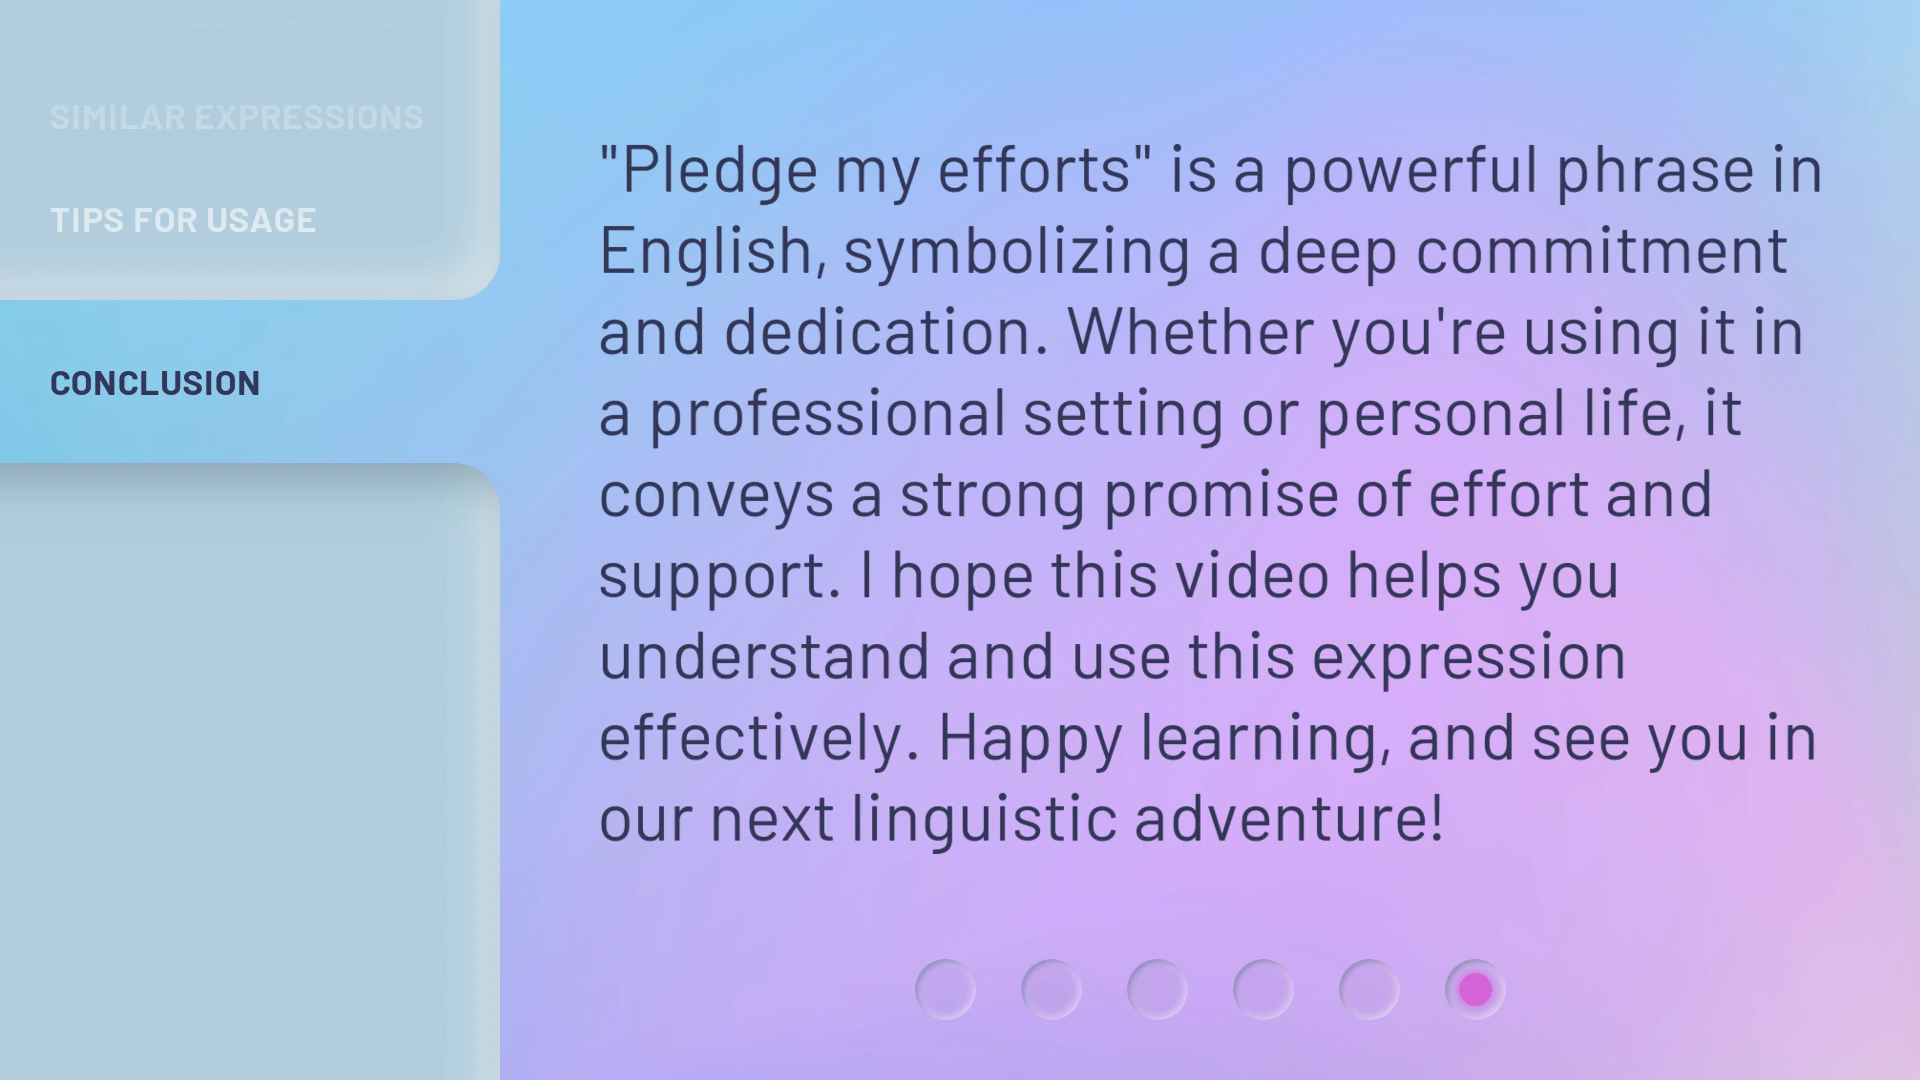 SIMILAR EXPRESSIONS
TIPS FOR USAGE
CONCLUSION
"Pledge my efforts" is a powerful phrase in
English, symbolizing a deep commitment
and dedication. Whether you're using it in
a professional setting or personal life, it
conveys a strong promise of effort and
support. I hope this video helps you
understand and use this expression
effectively. Happy learning, and see you in
our next linguistic adventure!